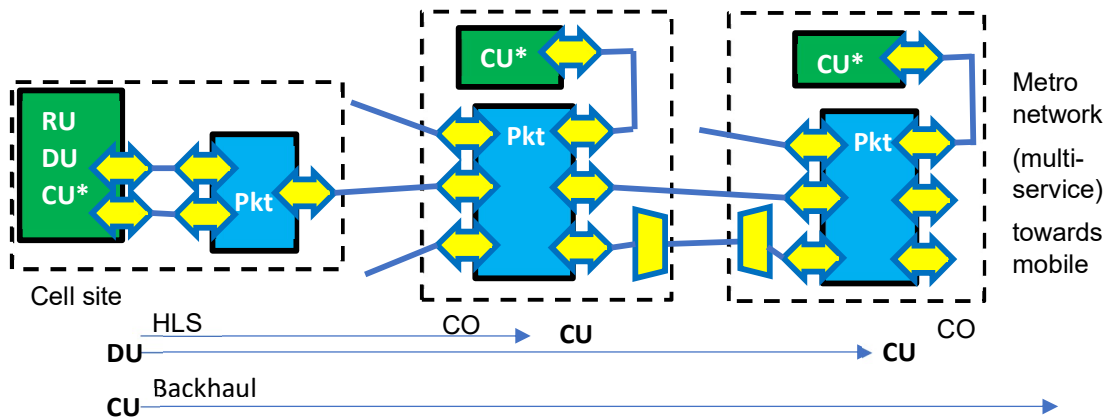 CU*
CU*
RU
DU
CU*
Pkt
Pkt
Pkt
Metro
network
(multi-
service)
towards
mobile
Cell site
HLS
CO
CU
CO
DU
CU
Backhaul
CU